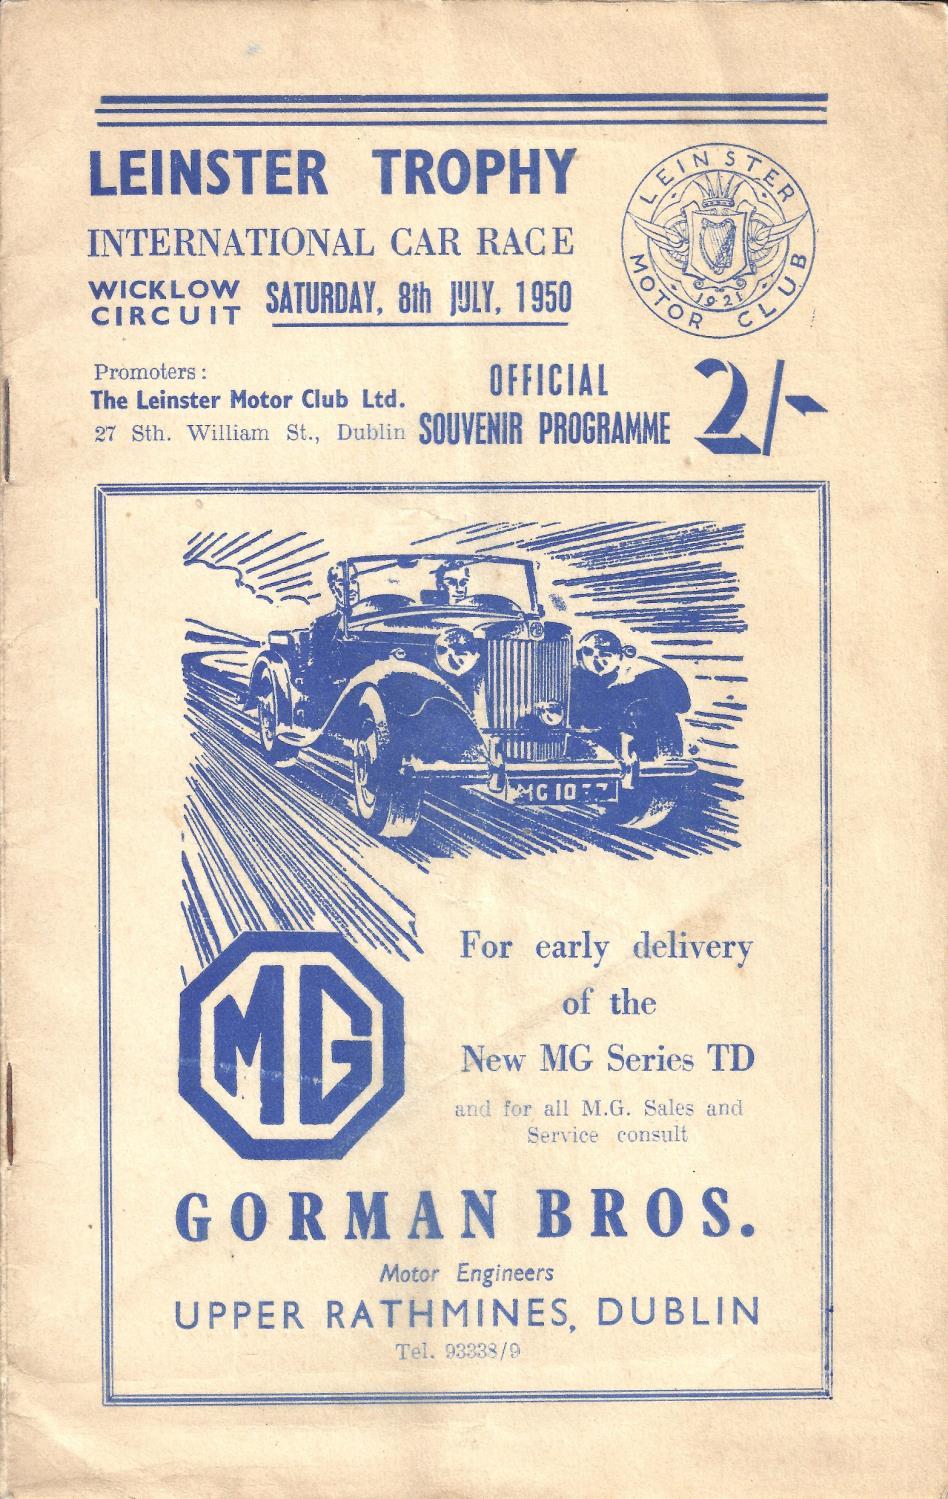 LEINSTER TROPHY
INTERNATIONAL CAR RACE
WICKLOW
CIRCUIT
SATURDAY, 8th JULY, 1950
LEINSTER
MOTOR CLUB
1921
Promoters:
The Leinster Motor Club Ltd.
27 Sth. William St., Dublin
OFFICIAL
SOUVENIR PROGRAMME
2/-
MG
MG 10
For early delivery
of the
New MG Series TD
and for all M.G. Sales and
Service consult
MG
GORMAN BROS.
Motor Engineers
UPPER RATHMINES, DUBLIN
Tel. 93338/9